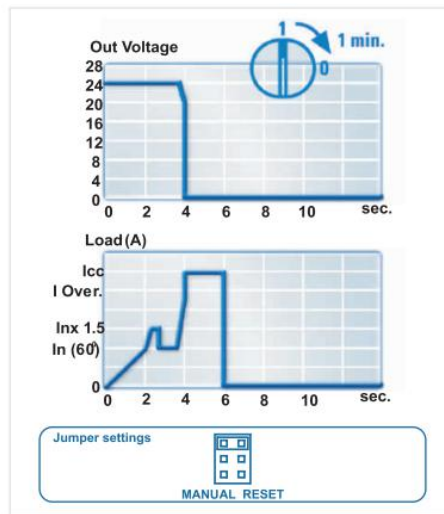 Out Voltage
1
1 min.
0
28
24
20
16
12
8
4
0
0 2 4 6 8 10 sec.
Load (A)
Icc
I Over.
Inx 1.5
In (60°)
0
0 2 4 6 8 10 sec.
Jumper settings
MANUAL RESET